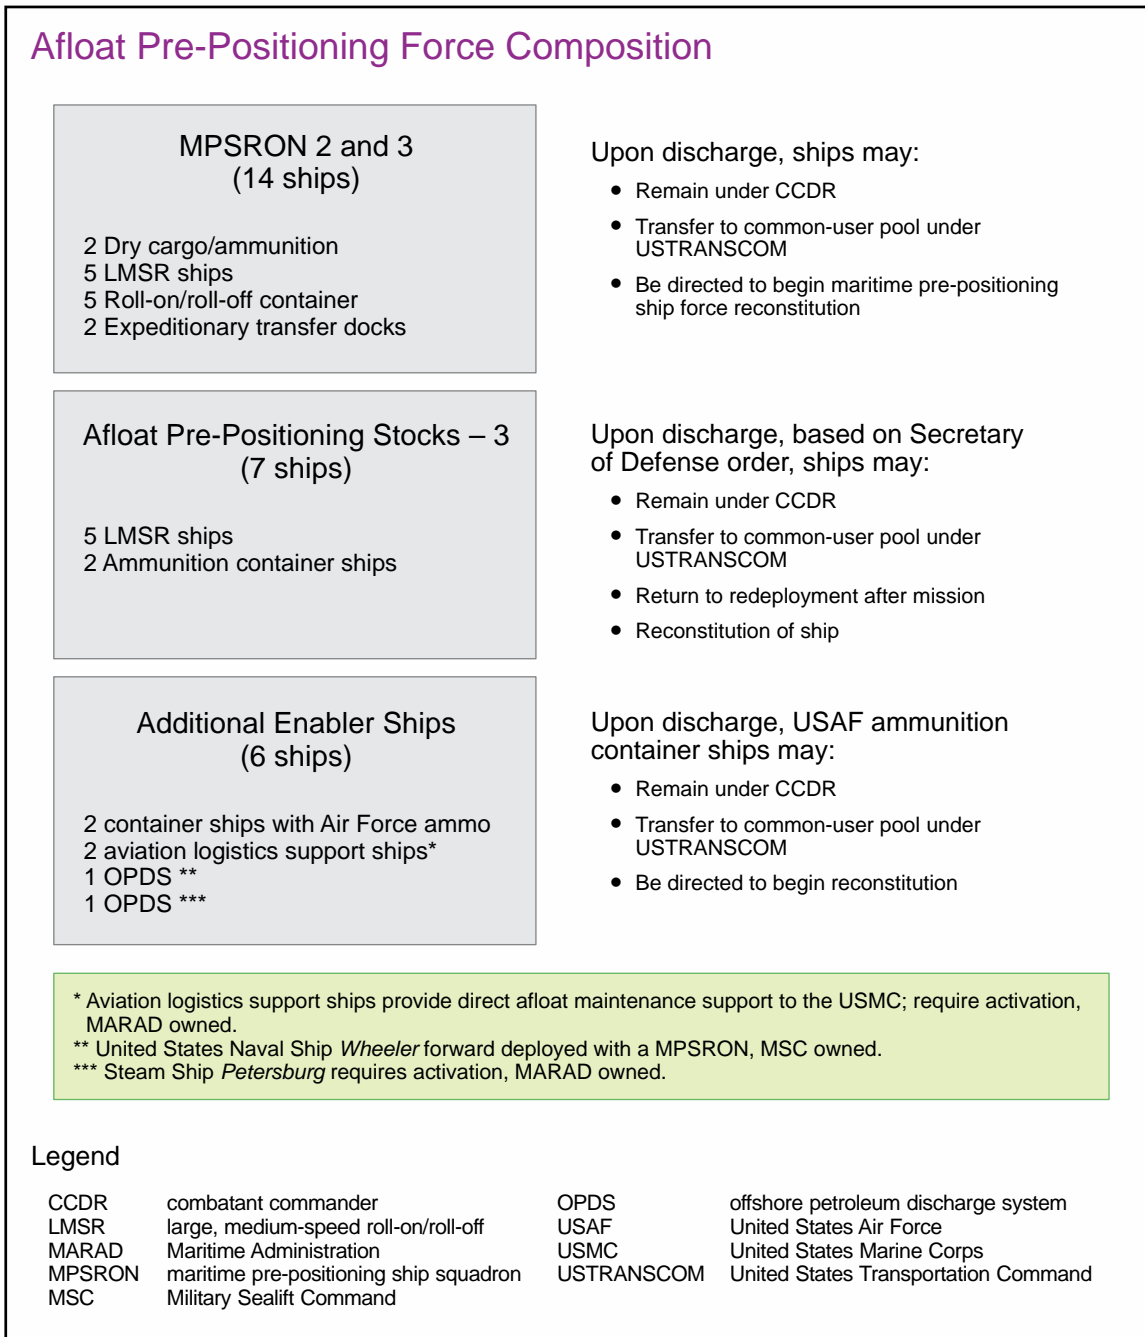 Afloat Pre-Positioning Force Composition
MPSRON 2 and 3
(14 ships)
2 Dry cargo/ammunition
5 LMSR ships
5 Roll-on/roll-off container
2 Expeditionary transfer docks
Upon discharge, ships may:
• Remain under CCDR
• Transfer to common-user pool under
USTRANSCOM
• Be directed to begin maritime pre-positioning
ship force reconstitution
Afloat Pre-Positioning Stocks – 3
(7 ships)
5 LMSR ships
2 Ammunition container ships
Upon discharge, based on Secretary
of Defense order, ships may:
• Remain under CCDR
• Transfer to common-user pool under
USTRANSCOM
• Return to redeployment after mission
• Reconstitution of ship
Additional Enabler Ships
(6 ships)
2 container ships with Air Force ammo
2 aviation logistics support ships*
1 OPDS **
1 OPDS ***
Upon discharge, USAF ammunition
container ships may:
• Remain under CCDR
• Transfer to common-user pool under
USTRANSCOM
• Be directed to begin reconstitution
* Aviation logistics support ships provide direct afloat maintenance support to the USMC; require activation,
MARAD owned.
** United States Naval Ship Wheeler forward deployed with a MPSRON, MSC owned.
*** Steam Ship Petersburg requires activation, MARAD owned.
Legend
CCDR combatant commander
LMSR large, medium-speed roll-on/roll-off
MARAD Maritime Administration
MPSRON maritime pre-positioning ship squadron
MSC Military Sealift Command
OPDS offshore petroleum discharge system
USAF United States Air Force
USMC United States Marine Corps
USTRANSCOM United States Transportation Command